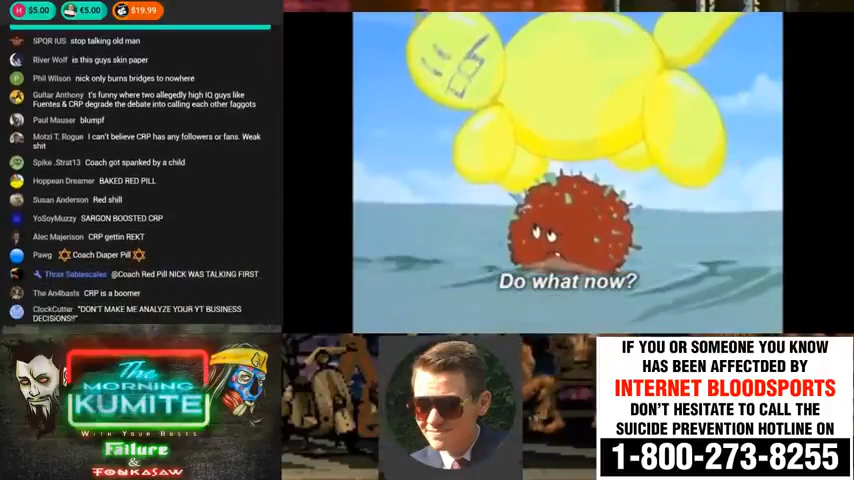 $5.00 €5.00 $19.99
SPQR IUS stop talking old man
River Wolf is this guys skin paper
Phil Wilson nick only burns bridges to nowhere
Guitar Anthony t's funny where two allegedly high IQ guys like
Fuentes & CRP degrade the debate into calling each other faggots
Paul Mauser blumpf
Motzi T. Rogue I can't believe CRP has any followers or fans. Weak
shit
Spike .Strat13 Coach got spanked by a child
Hoppean Dreamer BAKED RED PILL
Susan Anderson Red shill
YoSoyMuzzy SARGON BOOSTED CRP
Alec Majerison CRP gettin REKT
Pawg Coach Diaper Pill
Thrax Sabiescales @Coach Red Pill NICK WAS TALKING FIRST
The An4bas!s CRP is a boomer
ClockCutter "DON'T MAKE ME ANALYZE YOUR YT BUSINESS
DECISIONS!!"
Do what now?
The
MORNING
KUMITE
With Your Hosts
Failure
&
TONKASAW
IF YOU OR SOMEONE YOU KNOW
HAS BEEN AFFECTDED BY
INTERNET BLOODSPORTS
DON'T HESITATE TO CALL THE
SUICIDE PREVENTION HOTLINE ON
1-800-273-8255